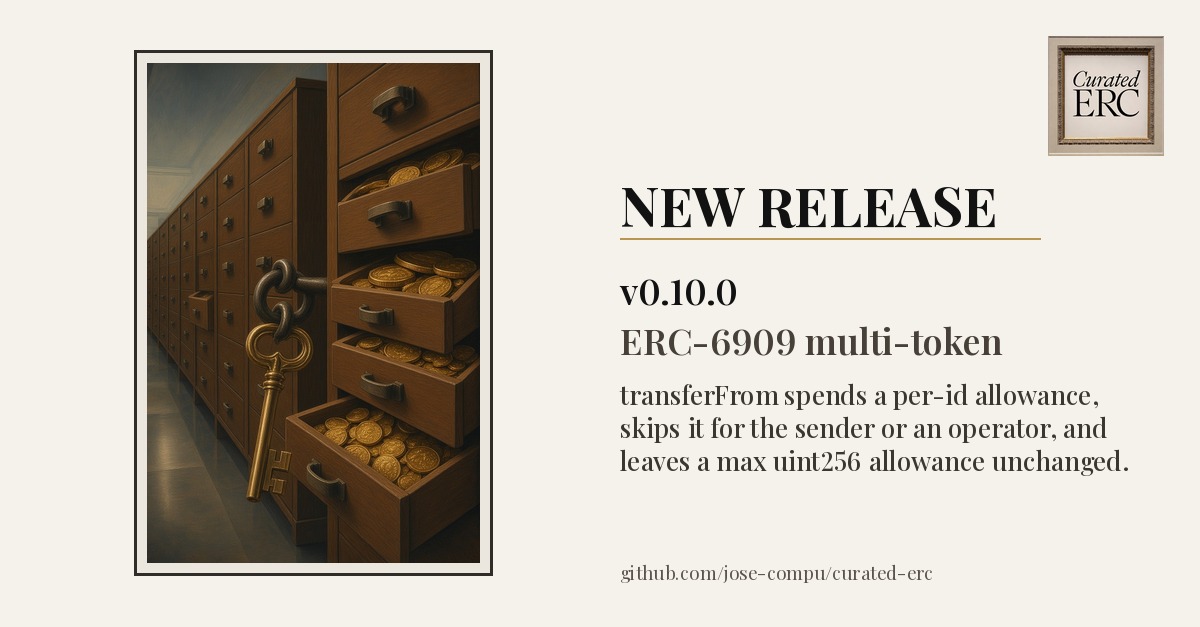 Curated
ERC
NEW RELEASE
v0.10.0
ERC-6909 multi-token
transferFrom spends a per-id allowance,
skips it for the sender or an operator, and
leaves a max uint256 allowance unchanged.
github.com/jose-compu/curated-erc